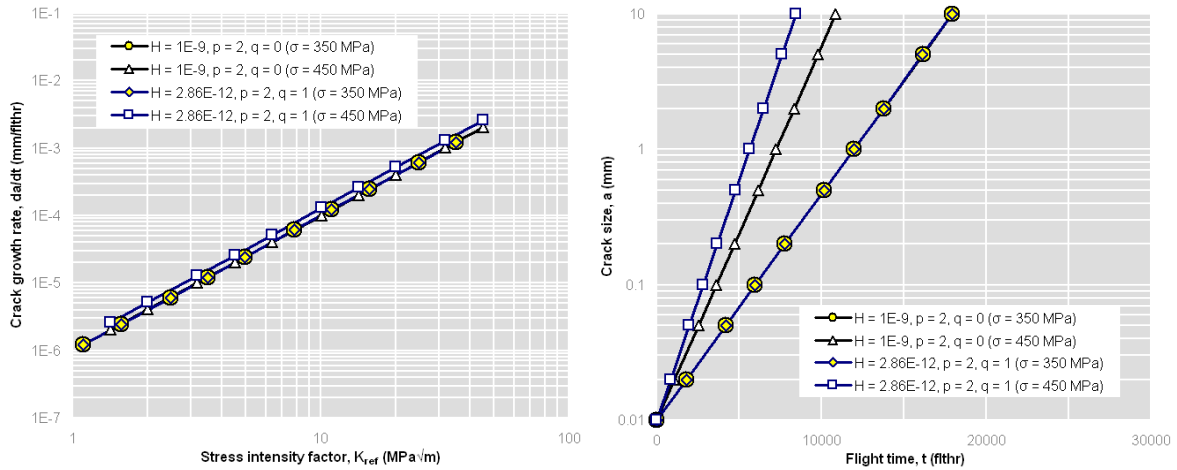 1E-1
1E-2
1E-3
1E-4
1E-5
1E-6
1E-7
Crack growth rate, da/dt (mm/flthr)
H = 1E-9, p = 2, q = 0 (σ = 350 MPa)
H = 1E-9, p = 2, q = 0 (σ = 450 MPa)
H = 2.86E-12, p = 2, q = 1 (σ = 350 MPa)
H = 2.86E-12, p = 2, q = 1 (σ = 450 MPa)
1 10 100
Stress intensity factor, Kref (MPa√m)
10
1
0.1
0.01
Crack size, a (mm)
H = 1E-9, p = 2, q = 0 (σ = 350 MPa)
H = 1E-9, p = 2, q = 0 (σ = 450 MPa)
H = 2.86E-12, p = 2, q = 1 (σ = 350 MPa)
H = 2.86E-12, p = 2, q = 1 (σ = 450 MPa)
0 10000 20000 30000
Flight time, t (flthr)